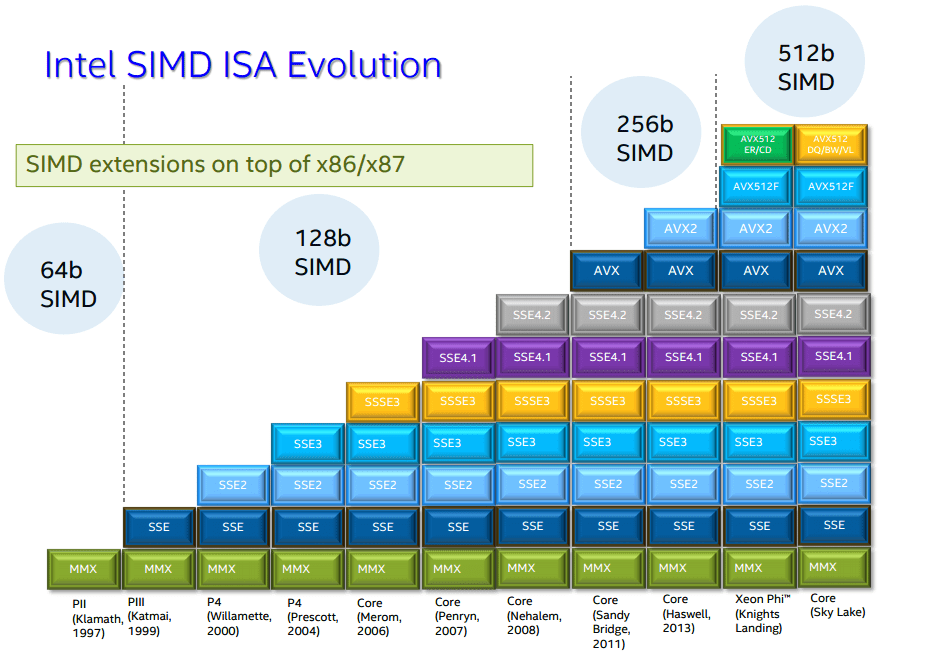 Intel SIMD ISA Evolution
SIMD extensions on top of x86/x87
64b
SIMD
128b
SIMD
256b
SIMD
512b
SIMD
AVX512
ER/CD
AVX512
DQ/BW/VL
AVX512F AVX512F
AVX2 AVX2 AVX2
AVX AVX AVX AVX
SSE4.2 SSE4.2 SSE4.2 SSE4.2 SSE4.2
SSE4.1 SSE4.1 SSE4.1 SSE4.1 SSE4.1 SSE4.1
SSSE3 SSSE3 SSSE3 SSSE3 SSSE3 SSSE3 SSSE3
SSE3 SSE3 SSE3 SSE3 SSE3 SSE3 SSE3 SSE3
SSE2 SSE2 SSE2 SSE2 SSE2 SSE2 SSE2 SSE2 SSE2
SSE SSE SSE SSE SSE SSE SSE SSE SSE SSE
MMX MMX MMX MMX MMX MMX MMX MMX MMX MMX MMX
PII
(Klamath,
1997)
PIII
(Katmai,
1999)
P4
(Willamette,
2000)
P4
(Prescott,
2004)
Core
(Merom,
2006)
Core
(Penryn,
2007)
Core
(Nehalem,
2008)
Core
(Sandy
Bridge,
2011)
Core
(Haswell,
2013)
Xeon Phi™
(Knights
Landing)
Core
(Sky Lake)